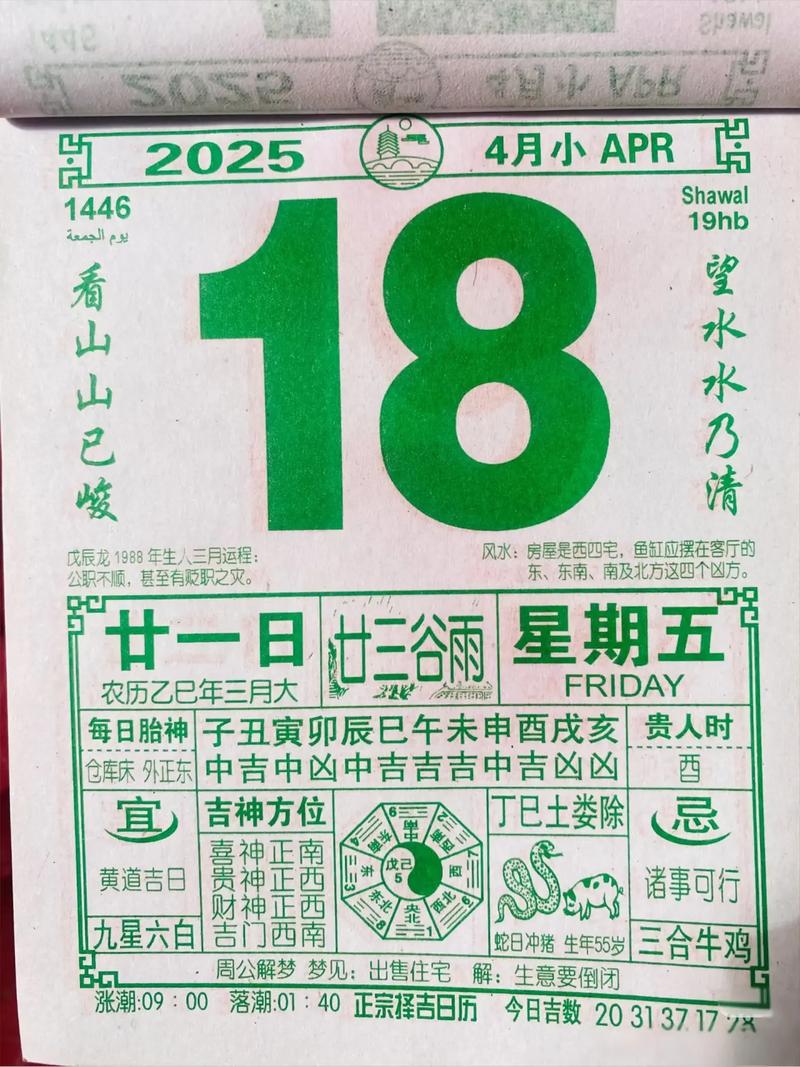 2025 4月小 APR
1446
يوم الجمعة
Shawal
19hb
18
看山山已峻
望水水乃清
戊辰龙1988年生人三月运程：
公职不顺，甚至有贬职之灾。
风水：房屋是西四宅，鱼缸应摆在客厅的
东、东南、南及北方这四个凶方。
廿一日
农历乙巳年三月大
廿三谷雨
星期五
FRIDAY
每日胎神
仓库床 外正东
子丑寅卯辰巳午未申酉戌亥
中吉中凶中吉吉吉中吉凶凶
贵人时
酉
宜
黄道吉日
九星六白
吉神方位
喜神正南
贵神正西
财神正西
吉门西南
戊己
5
丁巳土娄除
蛇日冲猪 生年55岁
忌
诸事可行
三合牛鸡
周公解梦 梦见：出售住宅 解：生意要倒闭
涨潮:09：00 落潮:01：40 正宗择吉日历 今日吉数 20 31 37 17